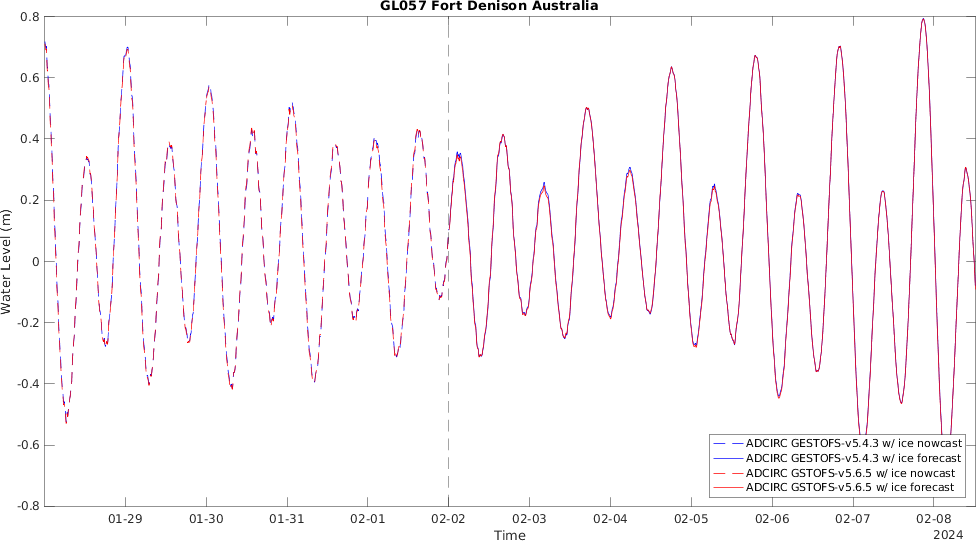 GL057 Fort Denison Australia
0.8
0.6
0.4
0.2
0
-0.2
-0.4
-0.6
-0.8
Water Level (m)
01-29 01-30 01-31 02-01 02-02 02-03 02-04 02-05 02-06 02-07 02-08
Time
2024
ADCIRC GESTOFS-v5.4.3 w/ ice nowcast
ADCIRC GESTOFS-v5.4.3 w/ ice forecast
ADCIRC GSTOFS-v5.6.5 w/ ice nowcast
ADCIRC GSTOFS-v5.6.5 w/ ice forecast